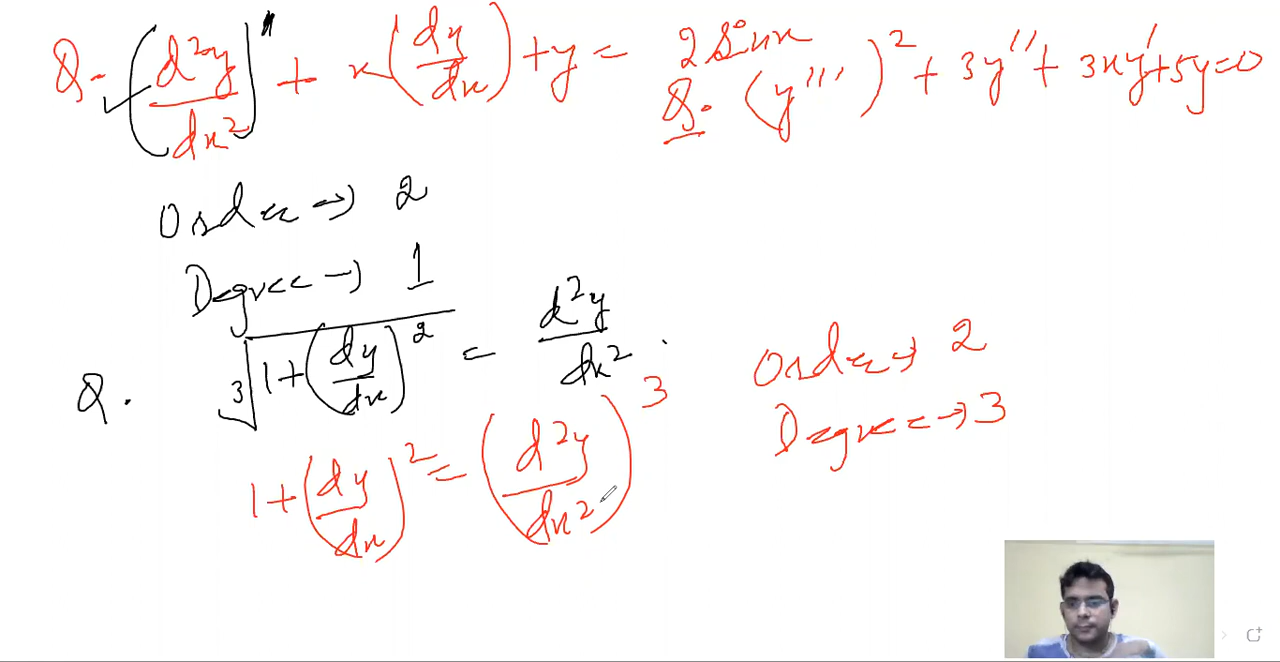 Q. (d²y/dx²)¹ + x(dy/dx) + y = 2 sin x
Q. (y''')² + 3y'' + 3xy' + 5y = 0
Order → 2
Degree → 1
Q. ∛(1 + (dy/dx)²) = d²y/dx².
1 + (dy/dx)² = (d²y/dx²)³
Order → 2
Degree → 3